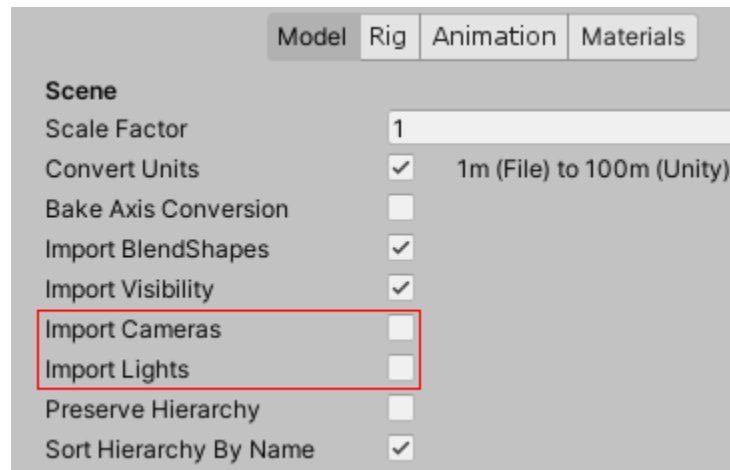 Model Rig Animation Materials
Scene
Scale Factor 1
Convert Units 1m (File) to 100m (Unity)
Bake Axis Conversion
Import BlendShapes
Import Visibility
Import Cameras
Import Lights
Preserve Hierarchy
Sort Hierarchy By Name